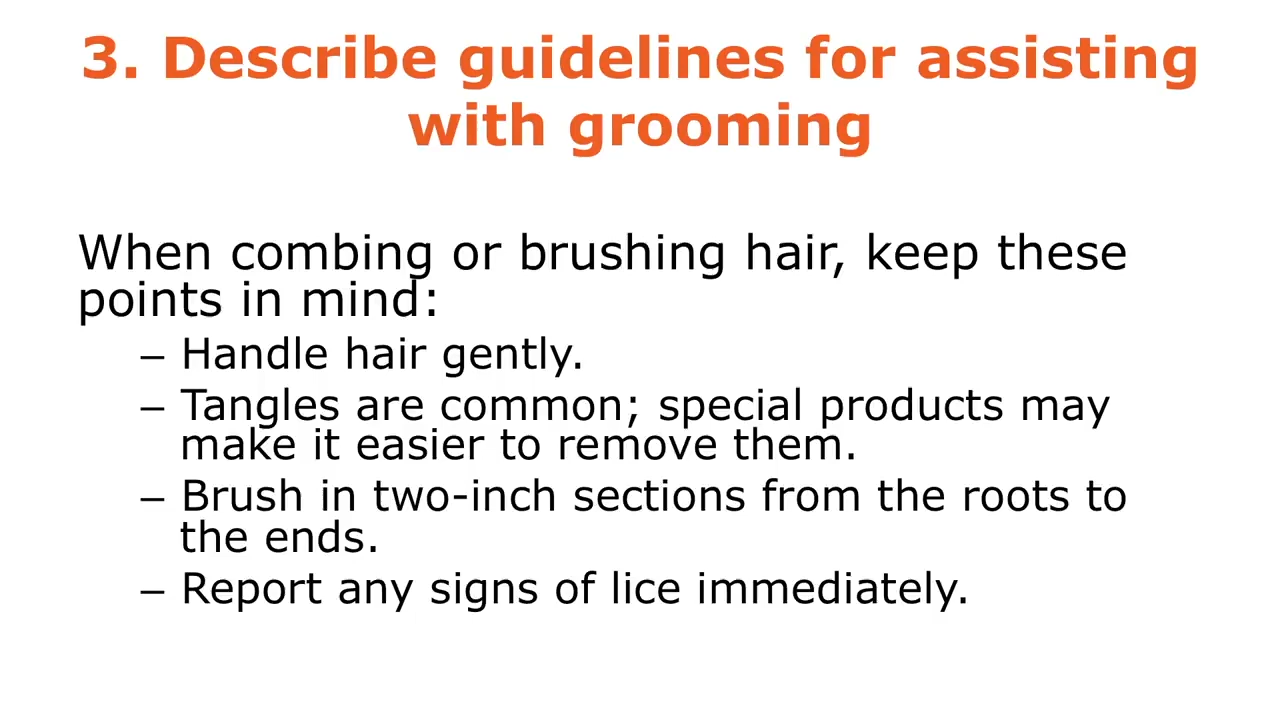 3. Describe guidelines for assisting
with grooming
When combing or brushing hair, keep these
points in mind:
– Handle hair gently.
– Tangles are common; special products may
make it easier to remove them.
– Brush in two-inch sections from the roots to
the ends.
– Report any signs of lice immediately.